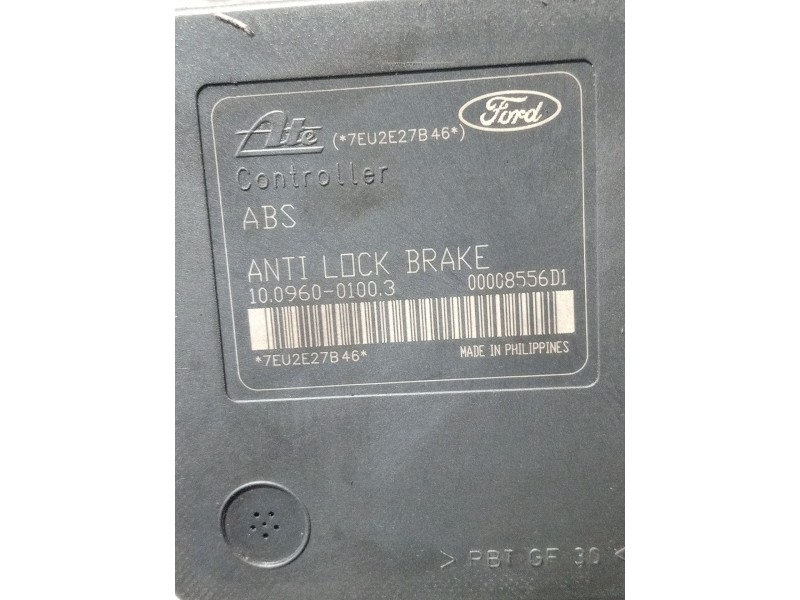 Ate (*7EU2E27B46*) Ford
Controller
ABS
ANTI LOCK BRAKE
10.0960-0100.3 00008556D1
*7EU2E27B46*
MADE IN PHILIPPINES
> PBT GF 30 <